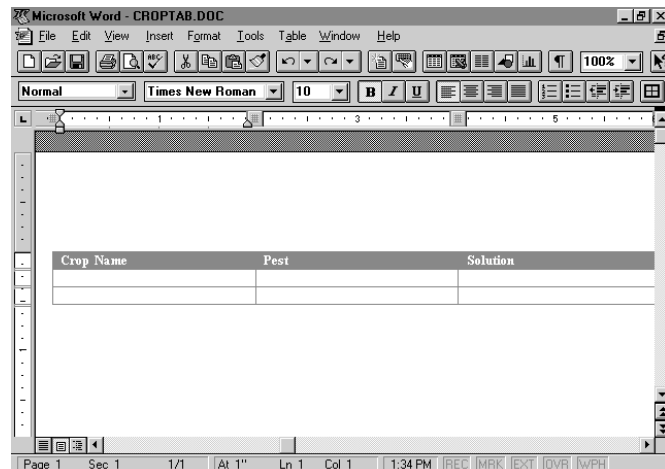 Microsoft Word - CROPTAB.DOC
File Edit View Insert Format Tools Table Window Help
ABC 100%
Normal Times New Roman 10 B I U
1 3 5
Crop Name Pest Solution
Page 1 Sec 1 1/1 At 1" Ln 1 Col 1 1:34 PM REC MRK EXT OVR WPH